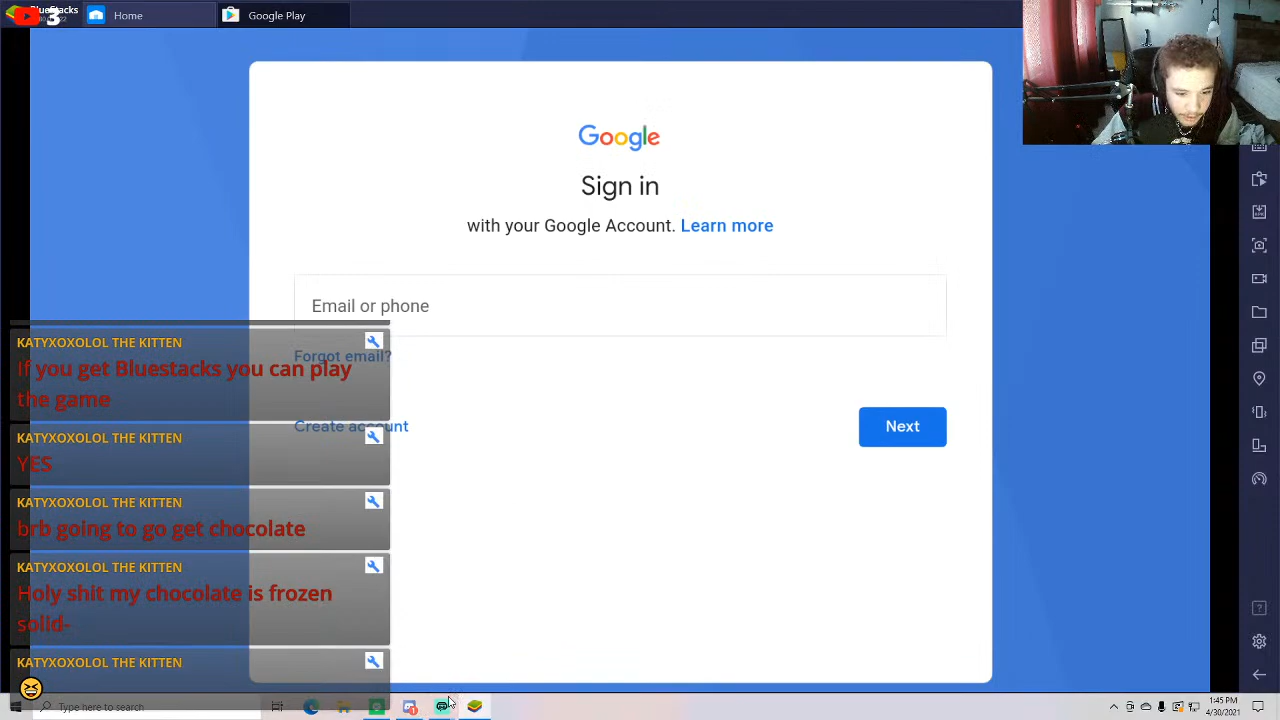 BlueStacks
3
Home
Google Play
Google
Sign in
with your Google Account. Learn more
Email or phone
Forgot email?
Create account
Next
KATYXOXOLOL THE KITTEN
If you get Bluestacks you can play
the game
KATYXOXOLOL THE KITTEN
YES
KATYXOXOLOL THE KITTEN
brb going to go get chocolate
KATYXOXOLOL THE KITTEN
Holy shit my chocolate is frozen
solid-
KATYXOXOLOL THE KITTEN
Type here to search
1:45 PM
4/30/2021